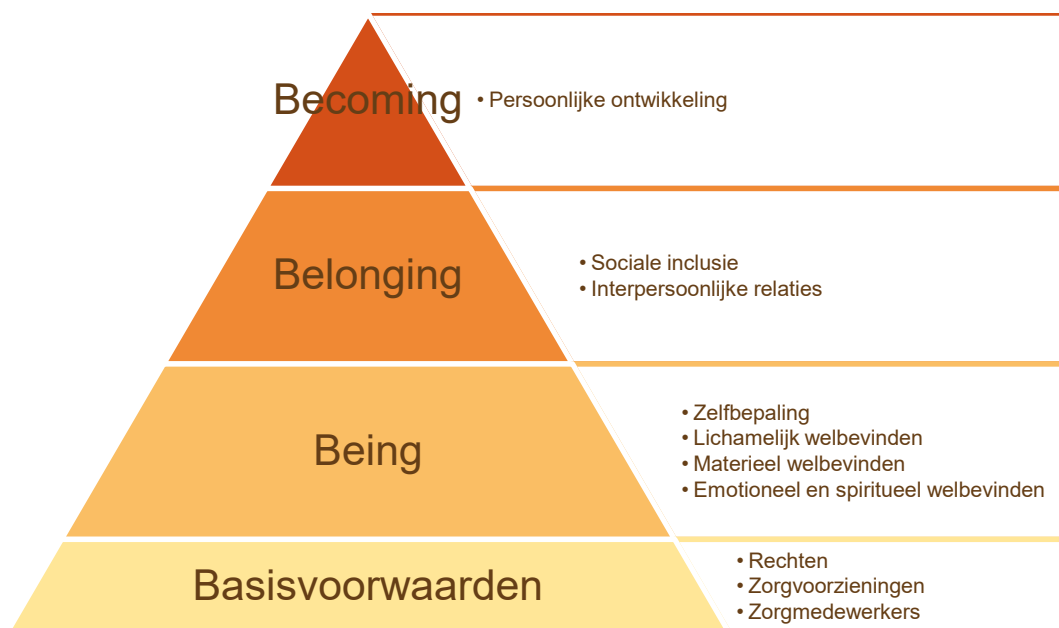 Becoming
• Persoonlijke ontwikkeling
Belonging
• Sociale inclusie
• Interpersoonlijke relaties
Being
• Zelfbepaling
• Lichamelijk welbevinden
• Materieel welbevinden
• Emotioneel en spiritueel welbevinden
Basisvoorwaarden
• Rechten
• Zorgvoorzieningen
• Zorgmedewerkers